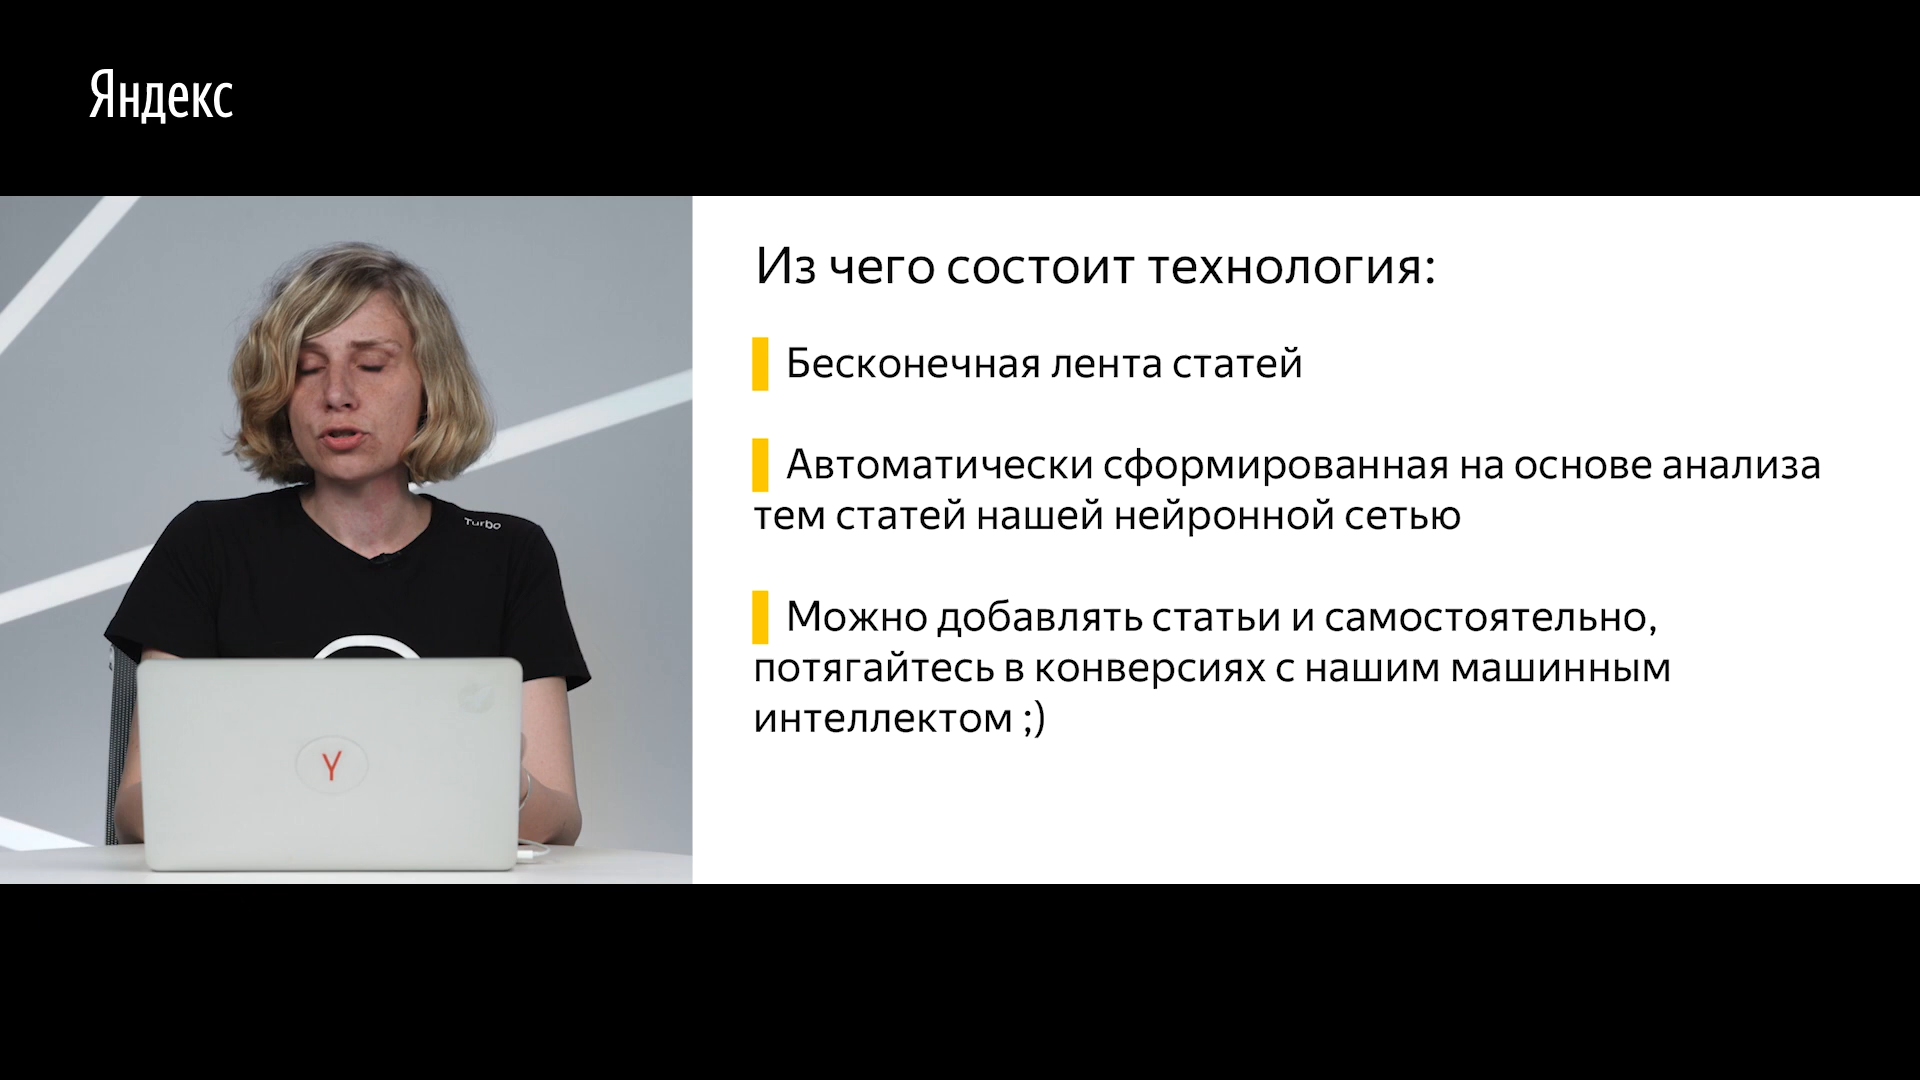 Яндекс
Из чего состоит технология:
Бесконечная лента статей
Автоматически сформированная на основе анализа
тем статей нашей нейронной сетью
Можно добавлять статьи и самостоятельно,
потягайтесь в конверсиях с нашим машинным
интеллектом ;)
Turbo
Y